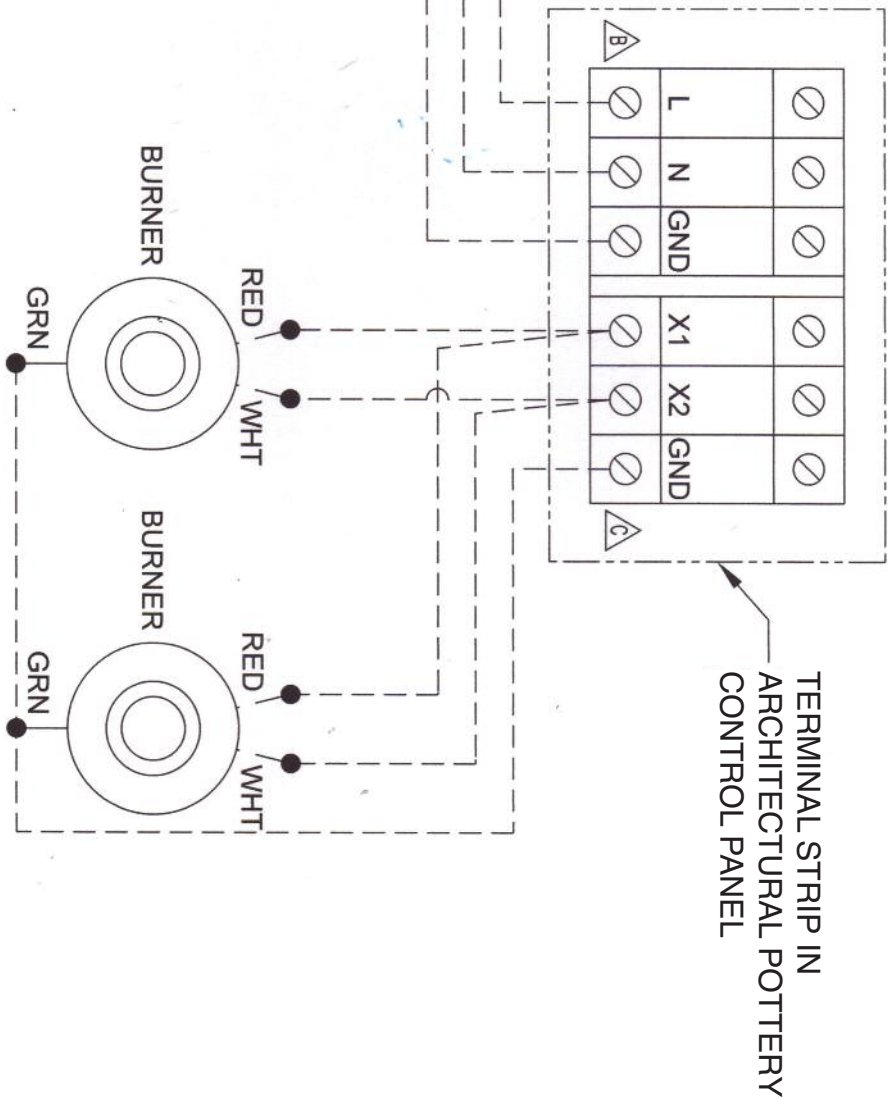 TERMINAL STRIP IN
ARCHITECTURAL POTTERY
CONTROL PANEL
B
L
N
GND
X1
X2
GND
C
RED
WHT
BURNER
GRN
RED
WHT
BURNER
GRN